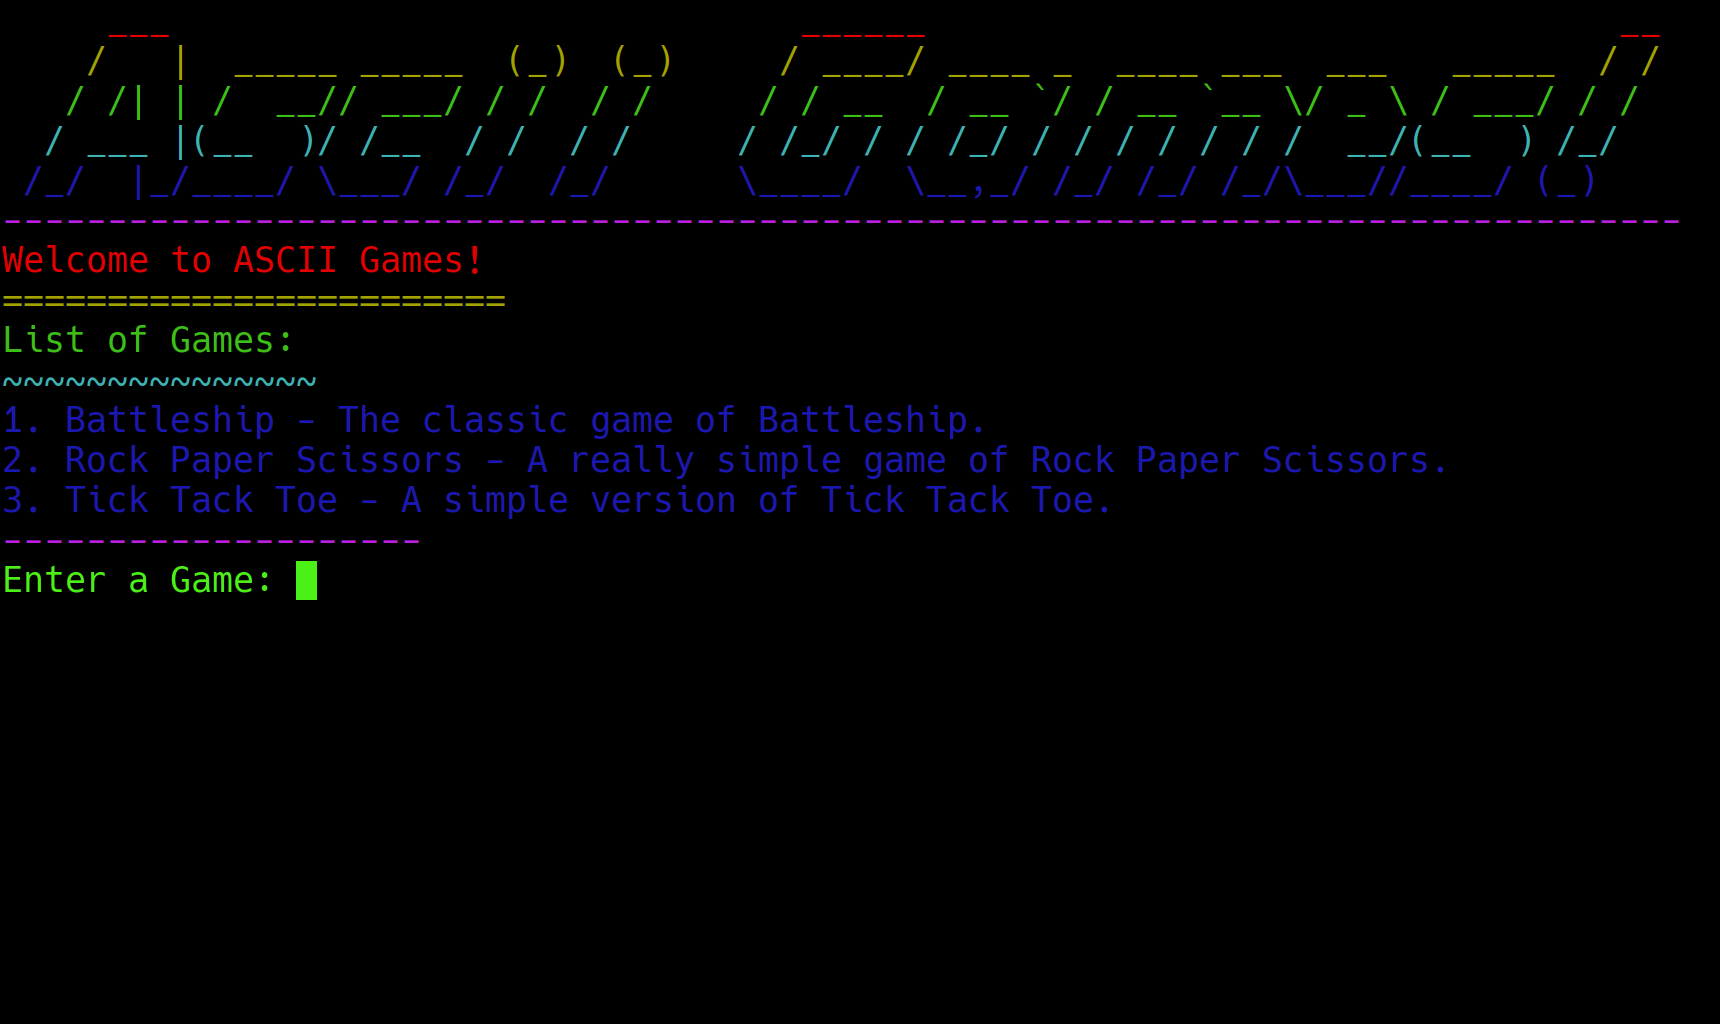 Ascii Games!
--------------------------------------------------------------------------------
Welcome to ASCII Games!
========================
List of Games:
~~~~~~~~~~~~~~~
1. Battleship - The classic game of Battleship.
2. Rock Paper Scissors - A really simple game of Rock Paper Scissors.
3. Tick Tack Toe - A simple version of Tick Tack Toe.
--------------------
Enter a Game: